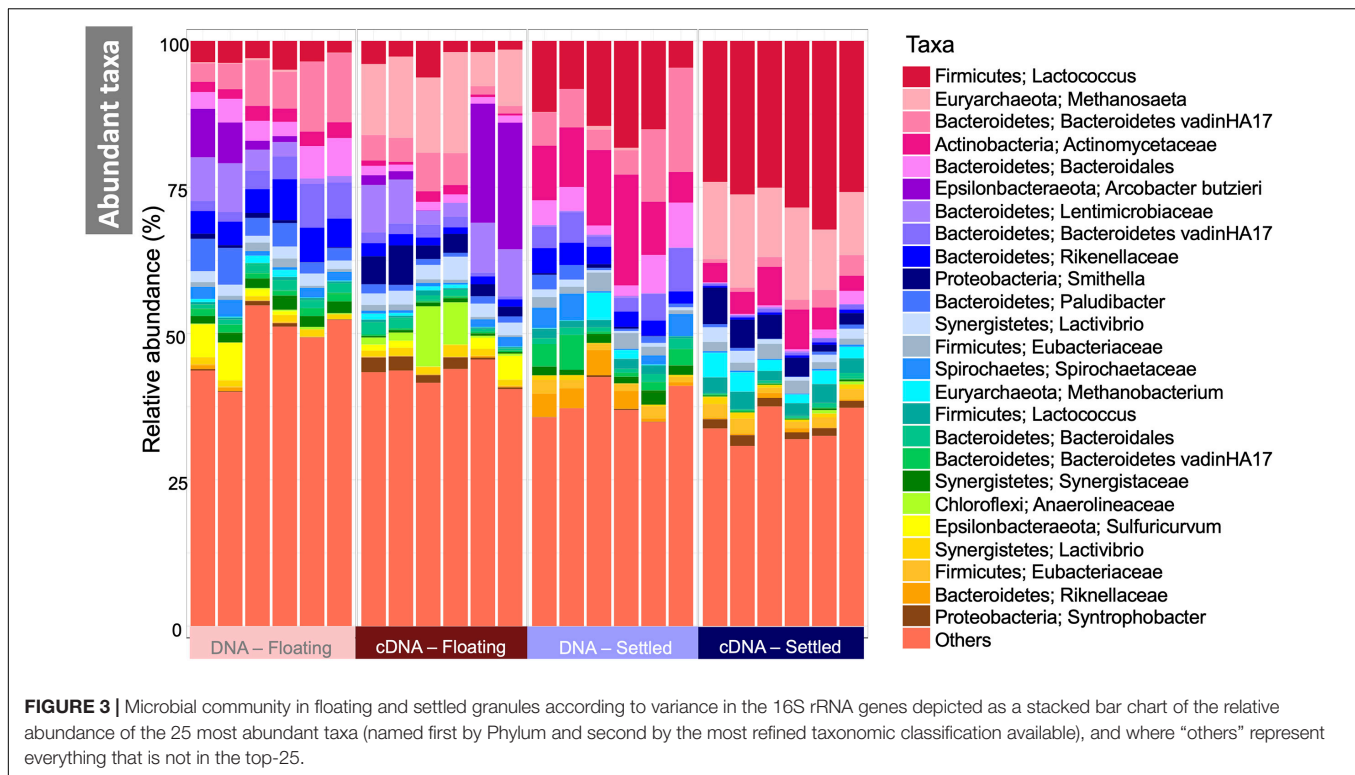 Abundant taxa
Relative abundance (%)
100
75
50
25
0
DNA – Floating
cDNA – Floating
DNA – Settled
cDNA – Settled
Taxa
Firmicutes; Lactococcus
Euryarchaeota; Methanosaeta
Bacteroidetes; Bacteroidetes vadinHA17
Actinobacteria; Actinomycetaceae
Bacteroidetes; Bacteroidales
Epsilonbacteraeota; Arcobacter butzieri
Bacteroidetes; Lentimicrobiaceae
Bacteroidetes; Bacteroidetes vadinHA17
Bacteroidetes; Rikenellaceae
Proteobacteria; Smithella
Bacteroidetes; Paludibacter
Synergistetes; Lactivibrio
Firmicutes; Eubacteriaceae
Spirochaetes; Spirochaetaceae
Euryarchaeota; Methanobacterium
Firmicutes; Lactococcus
Bacteroidetes; Bacteroidales
Bacteroidetes; Bacteroidetes vadinHA17
Synergistetes; Synergistaceae
Chloroflexi; Anaerolineaceae
Epsilonbacteraeota; Sulfuricurvum
Synergistetes; Lactivibrio
Firmicutes; Eubacteriaceae
Bacteroidetes; Riknellaceae
Proteobacteria; Syntrophobacter
Others
FIGURE 3 | Microbial community in floating and settled granules according to variance in the 16S rRNA genes depicted as a stacked bar chart of the relative
abundance of the 25 most abundant taxa (named first by Phylum and second by the most refined taxonomic classification available), and where “others” represent
everything that is not in the top-25.